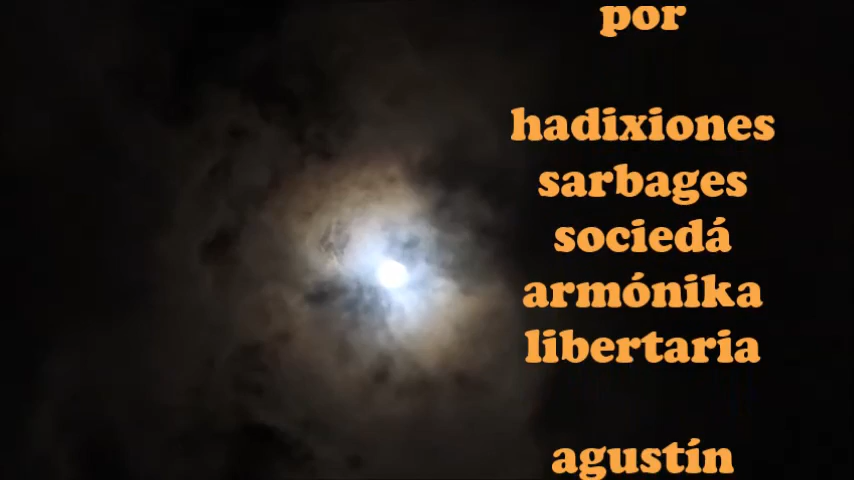 por
hadixiones
sarbages
sociedá
armónika
libertaria
agustín